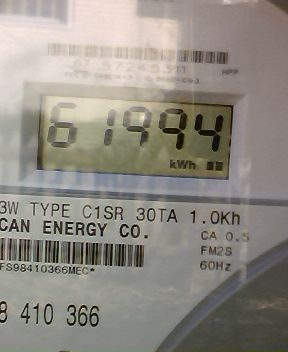 HPP
61994
kWh
3W TYPE C1SR 30TA 1.0Kh
CAN ENERGY CO.
CA 0.5
FM2S
FS98410366MEC*
60Hz
8 410 366